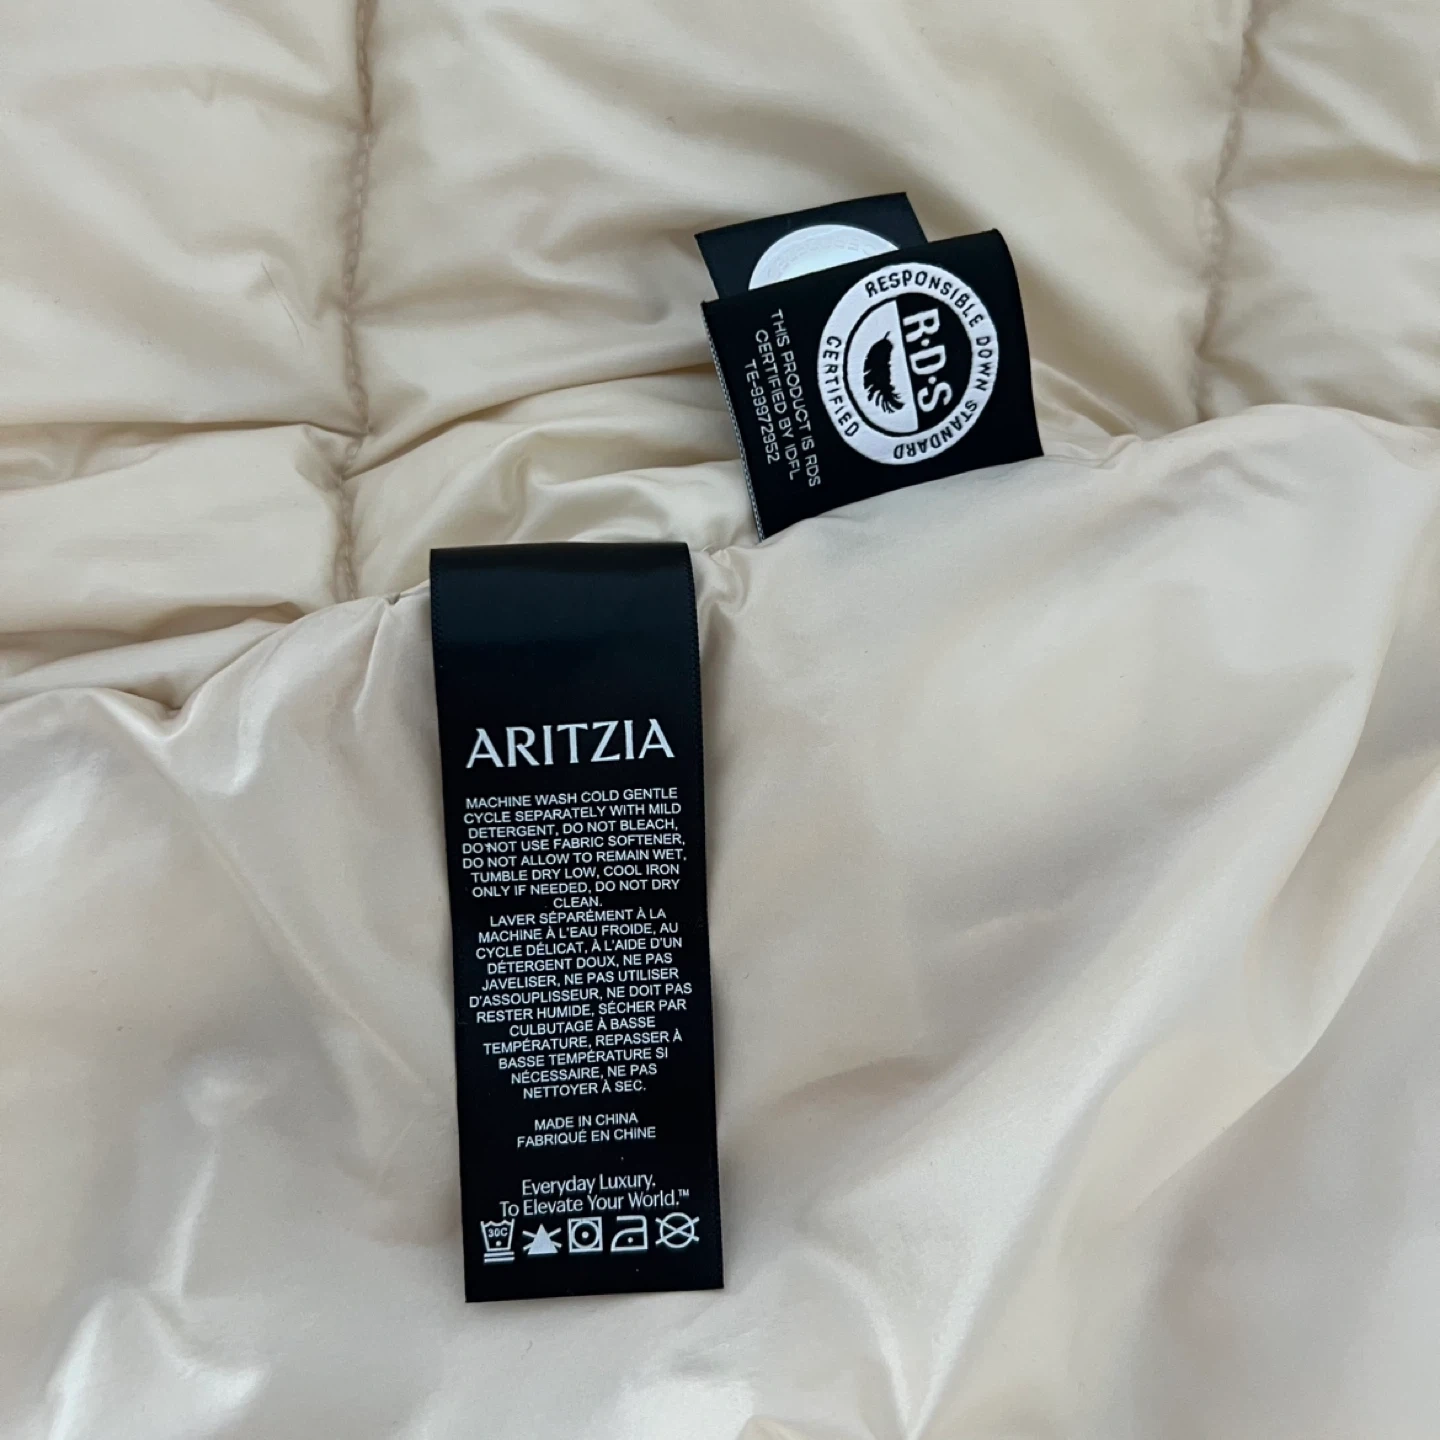 RESPONSIBLE DOWN STANDARD
CERTIFIED
R·D·S
THIS PRODUCT IS RDS
CERTIFIED BY IDFL
TE-99972952
ARITZIA
MACHINE WASH COLD GENTLE
CYCLE SEPARATELY WITH MILD
DETERGENT, DO NOT BLEACH,
DO NOT USE FABRIC SOFTENER,
DO NOT ALLOW TO REMAIN WET,
TUMBLE DRY LOW, COOL IRON
ONLY IF NEEDED, DO NOT DRY
CLEAN.
LAVER SÉPARÉMENT À LA
MACHINE À L'EAU FROIDE, AU
CYCLE DÉLICAT, À L'AIDE D'UN
DÉTERGENT DOUX, NE PAS
JAVELISER, NE PAS UTILISER
D'ASSOUPLISSEUR, NE DOIT PAS
RESTER HUMIDE, SÉCHER PAR
CULBUTAGE À BASSE
TEMPÉRATURE, REPASSER À
BASSE TEMPÉRATURE SI
NÉCESSAIRE, NE PAS
NETTOYER À SEC.
MADE IN CHINA
FABRIQUÉ EN CHINE
Everyday Luxury.
To Elevate Your World.™
30C